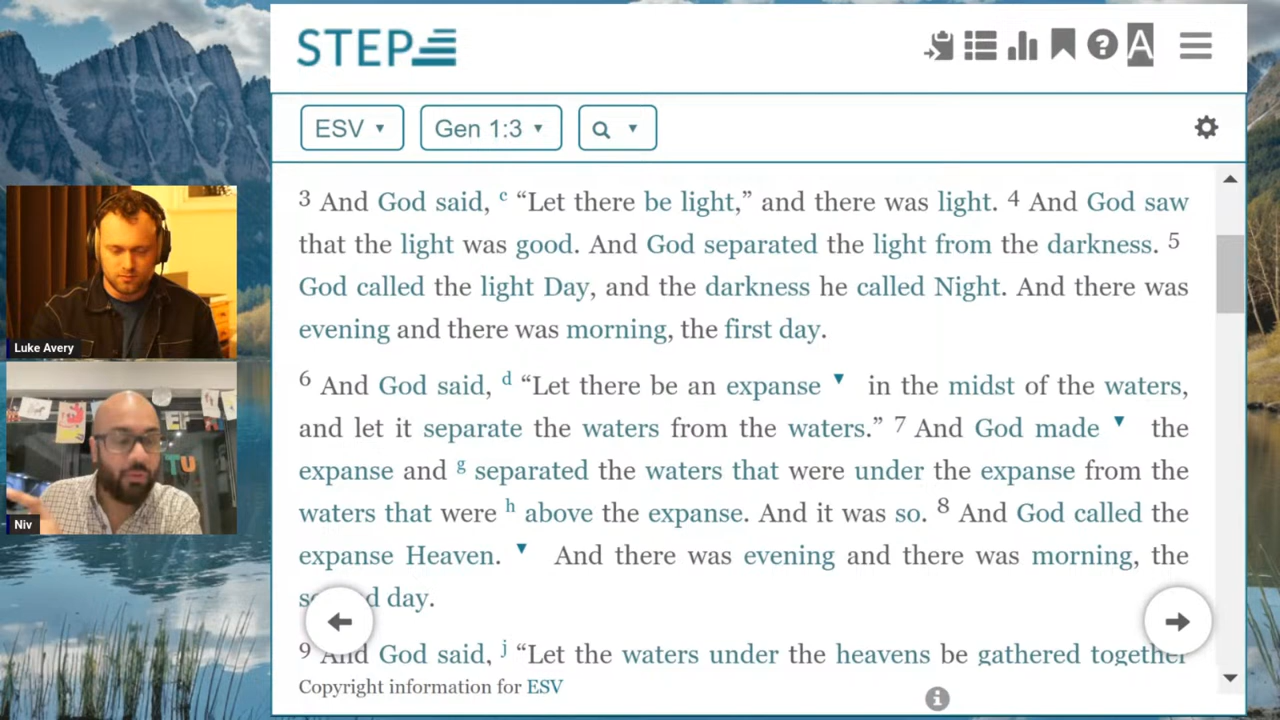 STEP
A
ESV
Gen 1:3
3 And God said, c “Let there be light,” and there was light. 4 And God saw
that the light was good. And God separated the light from the darkness. 5
God called the light Day, and the darkness he called Night. And there was
evening and there was morning, the first day.
6 And God said, d “Let there be an expanse ▼ in the midst of the waters,
and let it separate the waters from the waters.” 7 And God made ▼ the
expanse and g separated the waters that were under the expanse from the
waters that were h above the expanse. And it was so. 8 And God called the
expanse Heaven. ▼ And there was evening and there was morning, the
day.
9 And God said, j “Let the waters under the heavens be gathered together
Copyright information for ESV
Luke Avery
Niv